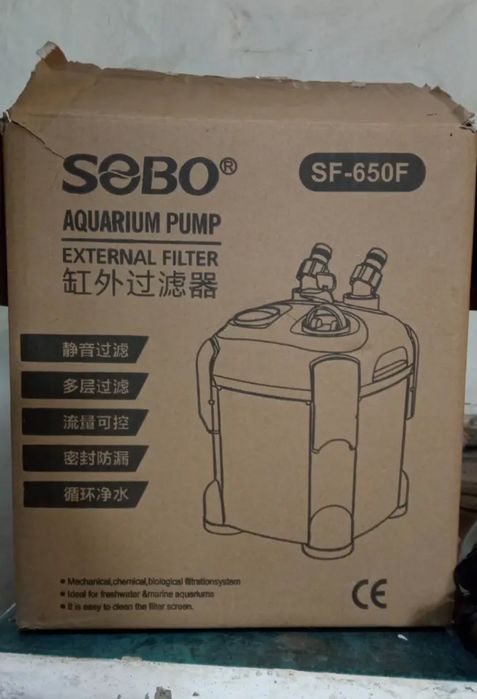 SOBO®
SF-650F
AQUARIUM PUMP
EXTERNAL FILTER
缸外过滤器
静音过滤
多层过滤
流量可控
密封防漏
循环净水
• Mechanical,chemical,biological filtrationsystem
• Ideal for freshwater &marine aquariums
• It is easy to clean the filter screen.
CE